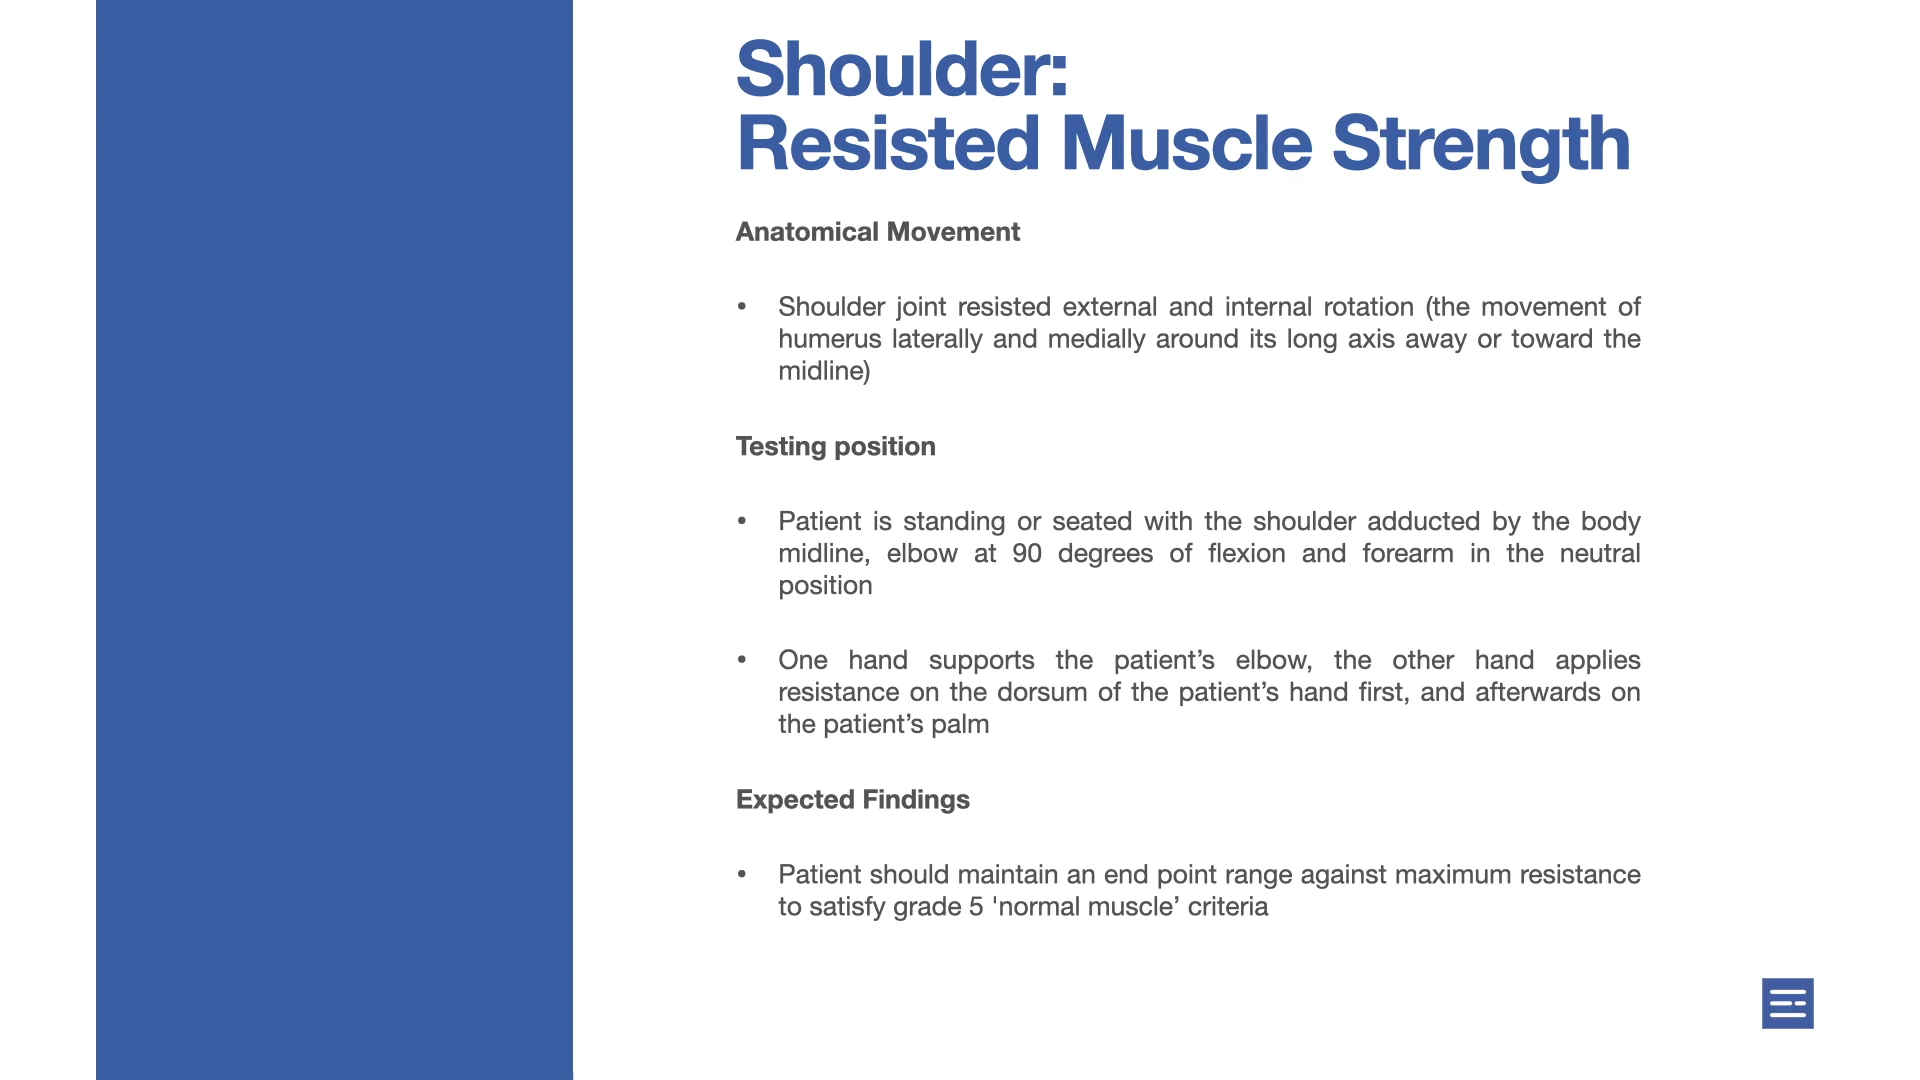 Shoulder:
Resisted Muscle Strength
Anatomical Movement
• Shoulder joint resisted external and internal rotation (the movement of
humerus laterally and medially around its long axis away or toward the
midline)
Testing position
• Patient is standing or seated with the shoulder adducted by the body
midline, elbow at 90 degrees of flexion and forearm in the neutral
position
• One hand supports the patient’s elbow, the other hand applies
resistance on the dorsum of the patient’s hand first, and afterwards on
the patient’s palm
Expected Findings
• Patient should maintain an end point range against maximum resistance
to satisfy grade 5 'normal muscle’ criteria